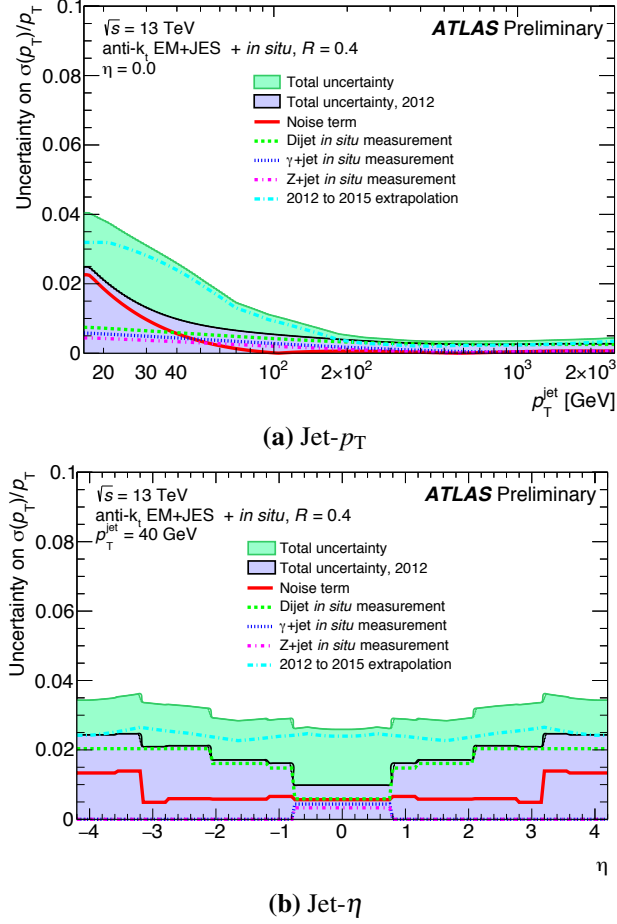 √s = 13 TeV
ATLAS Preliminary
anti-kt EM+JES + in situ, R = 0.4
η = 0.0
Total uncertainty
Total uncertainty, 2012
Noise term
Dijet in situ measurement
γ+jet in situ measurement
Z+jet in situ measurement
2012 to 2015 extrapolation
Uncertainty on σ(pT)/pT
0.1
0.08
0.06
0.04
0.02
0
20 30 40 10² 2×10² 10³ 2×10³
pT^jet [GeV]
(a) Jet-pT
√s = 13 TeV
ATLAS Preliminary
anti-kt EM+JES + in situ, R = 0.4
pT^jet = 40 GeV
Total uncertainty
Total uncertainty, 2012
Noise term
Dijet in situ measurement
γ+jet in situ measurement
Z+jet in situ measurement
2012 to 2015 extrapolation
Uncertainty on σ(pT)/pT
0.1
0.08
0.06
0.04
0.02
0
−4 −3 −2 −1 0 1 2 3 4
η
(b) Jet-η